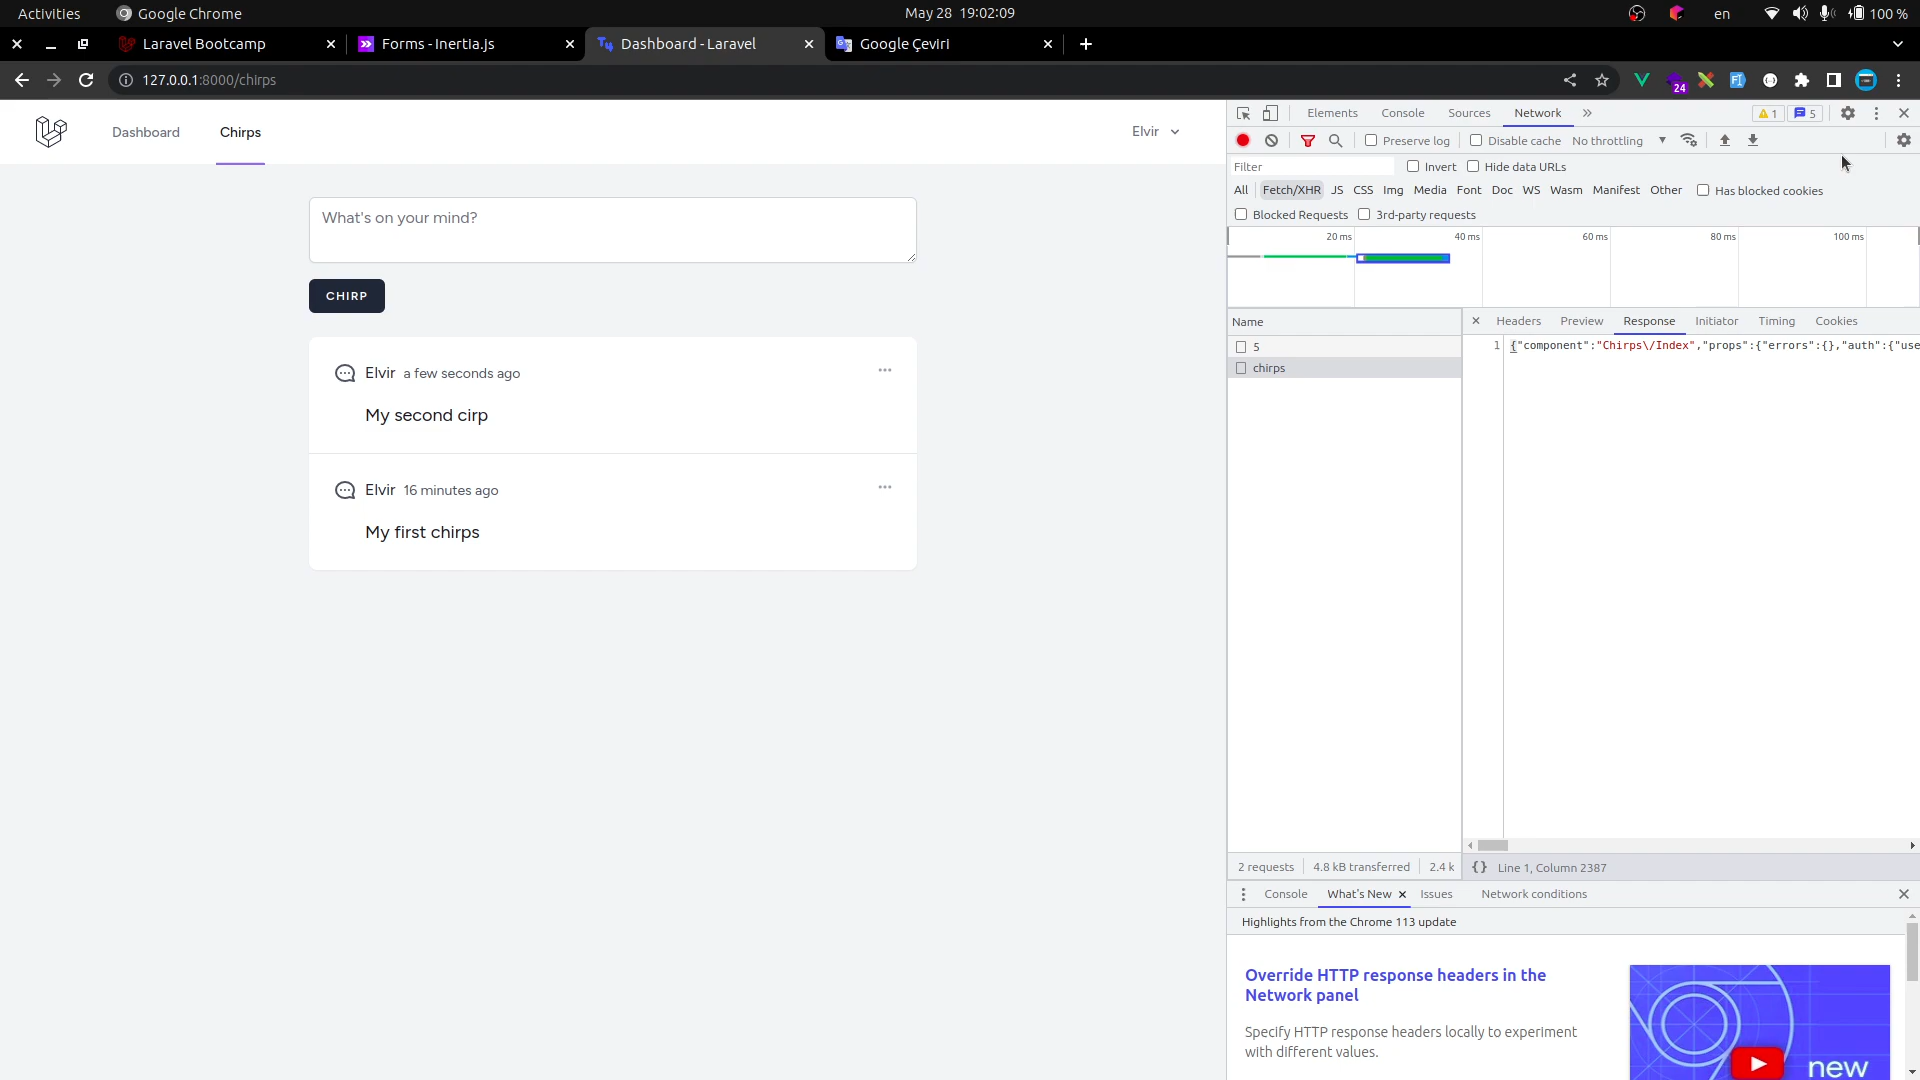 Activities Google Chrome May 28 19:02:09 en 100 %
Laravel Bootcamp Forms - Inertia.js Dashboard - Laravel Google Çeviri
127.0.0.1:8000/chirps 24
Dashboard Chirps Elvir
What's on your mind?
CHIRP
Elvir a few seconds ago
My second cirp
Elvir 16 minutes ago
My first chirps
Elements Console Sources Network 1 5
Preserve log Disable cache No throttling
Filter Invert Hide data URLs
All Fetch/XHR JS CSS Img Media Font Doc WS Wasm Manifest Other Has blocked cookies
Blocked Requests 3rd-party requests
20 ms 40 ms 60 ms 80 ms 100 ms
Name
5
chirps
Headers Preview Response Initiator Timing Cookies
1 {"component":"Chirps\/Index","props":{"errors":{},"auth":{"use
2 requests 4.8 kB transferred 2.4 k
{} Line 1, Column 2387
Console What's New Issues Network conditions
Highlights from the Chrome 113 update
Override HTTP response headers in the
Network panel
Specify HTTP response headers locally to experiment
with different values.
new